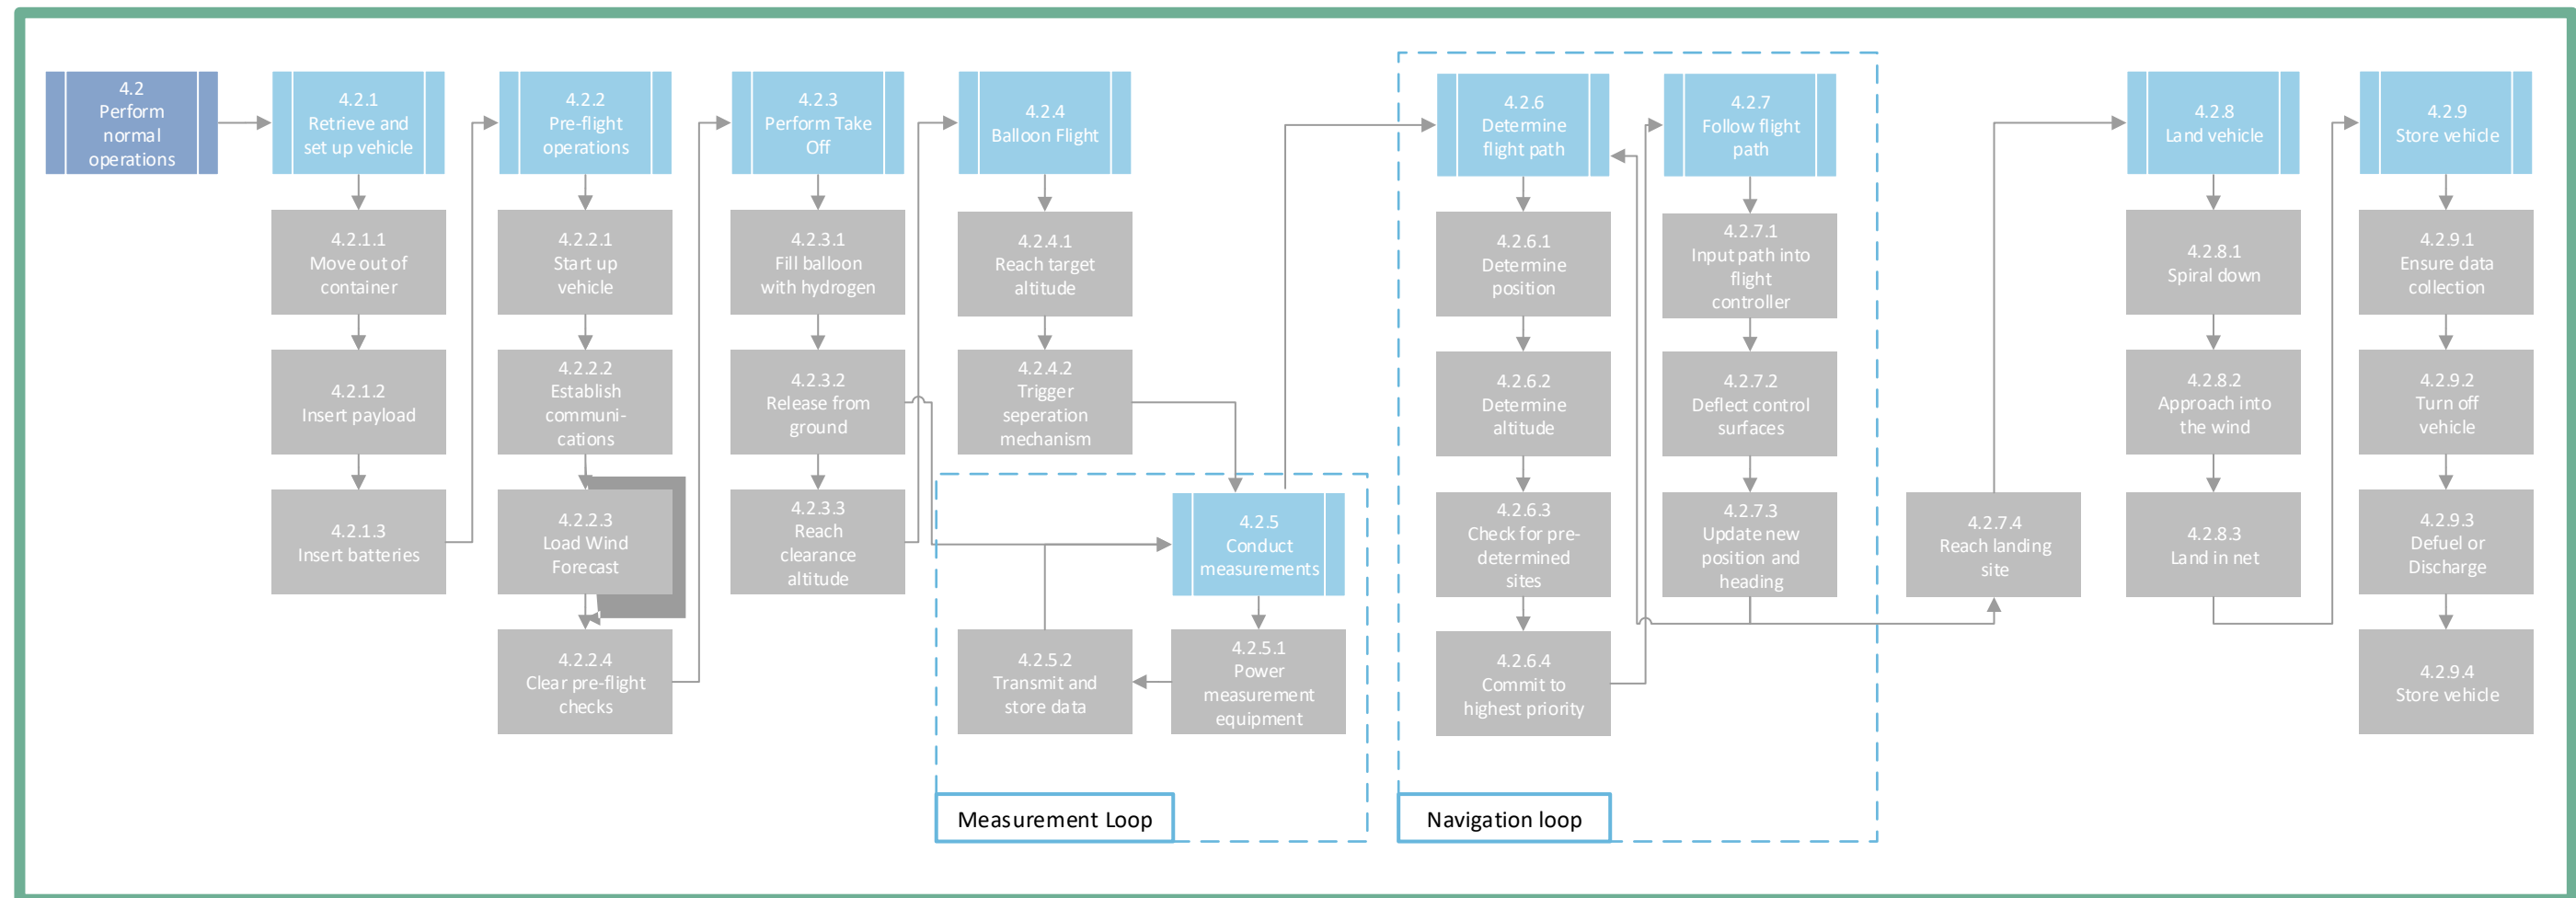 4.2
Perform
normal
operations
4.2.1
Retrieve and
set up vehicle
4.2.1.1
Move out of
container
4.2.1.2
Insert payload
4.2.1.3
Insert batteries
4.2.2
Pre-flight
operations
4.2.2.1
Start up
vehicle
4.2.2.2
Establish
communi-
cations
4.2.2.3
Load Wind
Forecast
4.2.2.4
Clear pre-flight
checks
4.2.3
Perform Take
Off
4.2.3.1
Fill balloon
with hydrogen
4.2.3.2
Release from
ground
4.2.3.3
Reach
clearance
altitude
4.2.4
Balloon Flight
4.2.4.1
Reach target
altitude
4.2.4.2
Trigger
seperation
mechanism
4.2.5
Conduct
measurements
4.2.5.1
Power
measurement
equipment
4.2.5.2
Transmit and
store data
Measurement Loop
4.2.6
Determine
flight path
4.2.6.1
Determine
position
4.2.6.2
Determine
altitude
4.2.6.3
Check for pre-
determined
sites
4.2.6.4
Commit to
highest priority
4.2.7
Follow flight
path
4.2.7.1
Input path into
flight
controller
4.2.7.2
Deflect control
surfaces
4.2.7.3
Update new
position and
heading
Navigation loop
4.2.7.4
Reach landing
site
4.2.8
Land vehicle
4.2.8.1
Spiral down
4.2.8.2
Approach into
the wind
4.2.8.3
Land in net
4.2.9
Store vehicle
4.2.9.1
Ensure data
collection
4.2.9.2
Turn off
vehicle
4.2.9.3
Defuel or
Discharge
4.2.9.4
Store vehicle